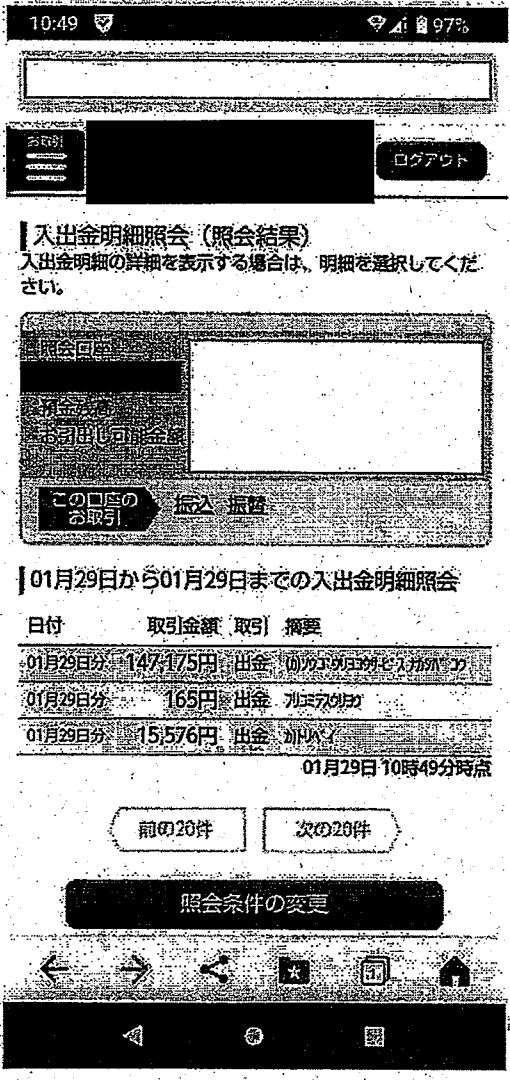 10:49 97%
お取引
ログアウト
入出金明細照会（照会結果）
入出金明細の詳細を表示する場合は、明細を選択してくだ
さい。
照会口座
預金残高
お引出し可能金額
この口座の
お取引
振込 振替
01月29日から01月29日までの入出金明細照会
日付 取引金額 取引 摘要
01月29日分 147,175円 出金
01月29日分 165円 出金
01月29日分 15,576円 出金
01月29日 10時49分時点
前の20件 次の20件
照会条件の変更